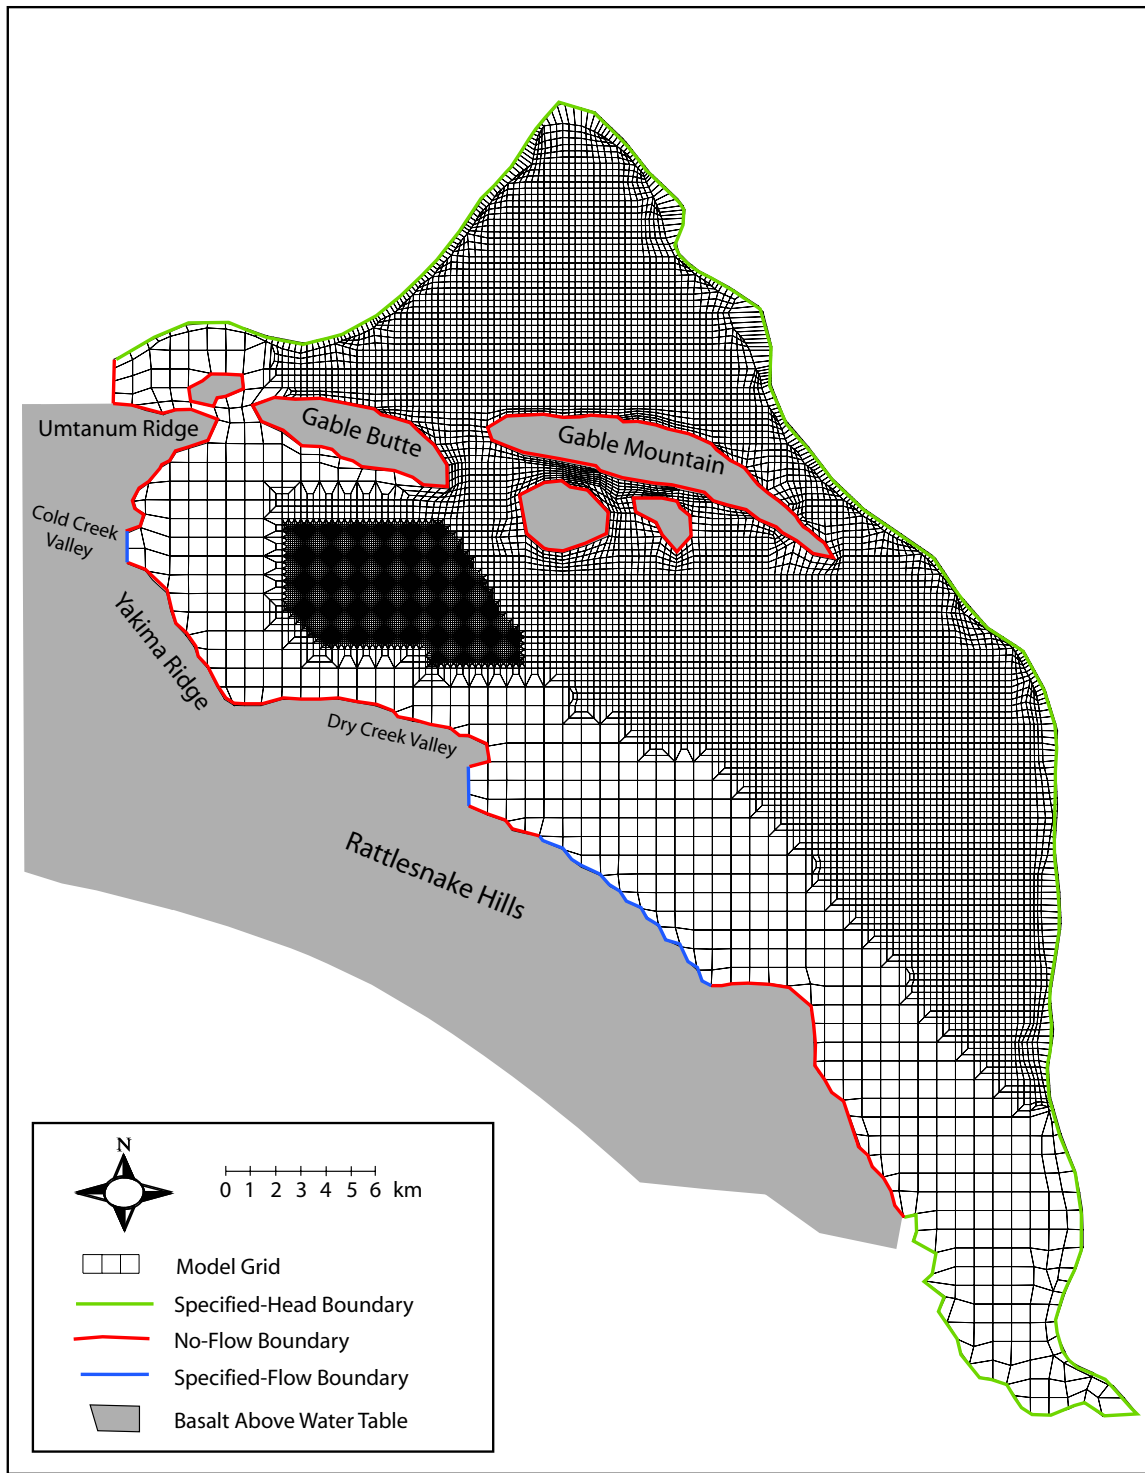 Umtanum Ridge
Gable Butte
Gable Mountain
Cold Creek
Valley
Yakima Ridge
Dry Creek Valley
Rattlesnake Hills
N
0 1 2 3 4 5 6 km
Model Grid
Specified-Head Boundary
No-Flow Boundary
Specified-Flow Boundary
Basalt Above Water Table